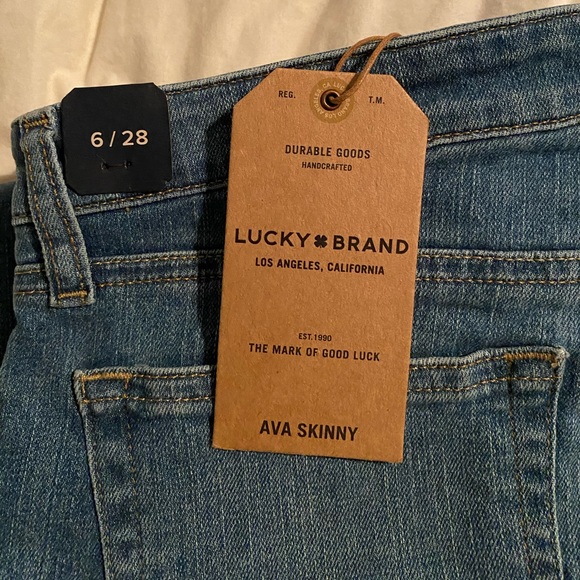 6 / 28
REG. T.M.
DURABLE GOODS
HANDCRAFTED
LUCKY BRAND
LOS ANGELES, CALIFORNIA
EST. 1990
THE MARK OF GOOD LUCK
AVA SKINNY